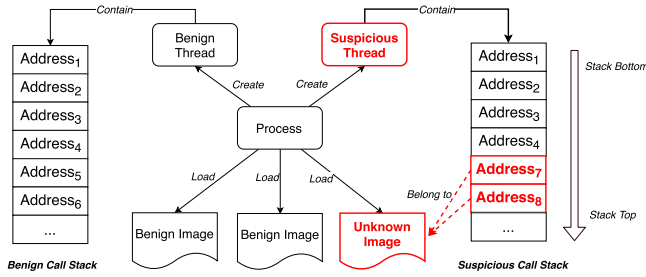 Contain
Contain
Benign
Thread
Suspicious
Thread
Address1
Address2
Address3
Address4
Address5
Address6
...
Address1
Address2
Address3
Address4
Address7
Address8
...
Stack Bottom
Stack Top
Create
Create
Process
Load
Load
Load
Belong to
Benign Image
Benign Image
Unknown
Image
Benign Call Stack
Suspicious Call Stack